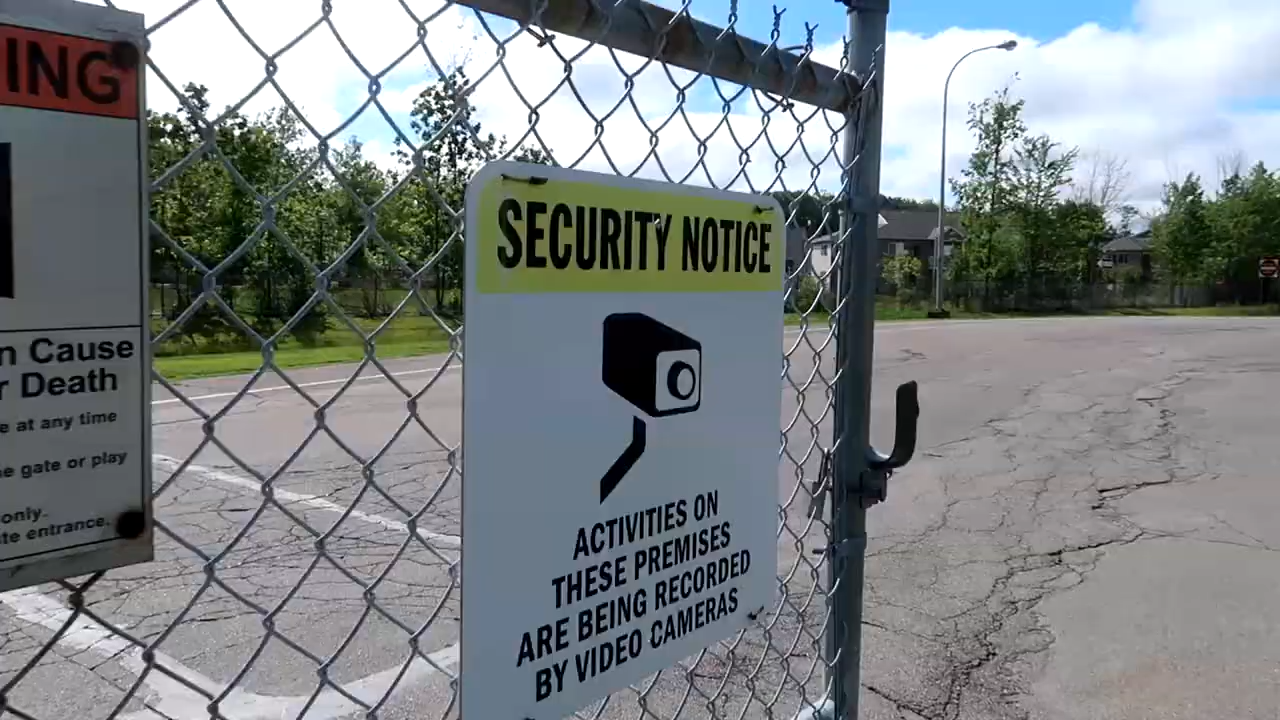 ING
n Cause
r Death
e at any time
e gate or play
only.
te entrance.
SECURITY NOTICE
ACTIVITIES ON
THESE PREMISES
ARE BEING RECORDED
BY VIDEO CAMERAS